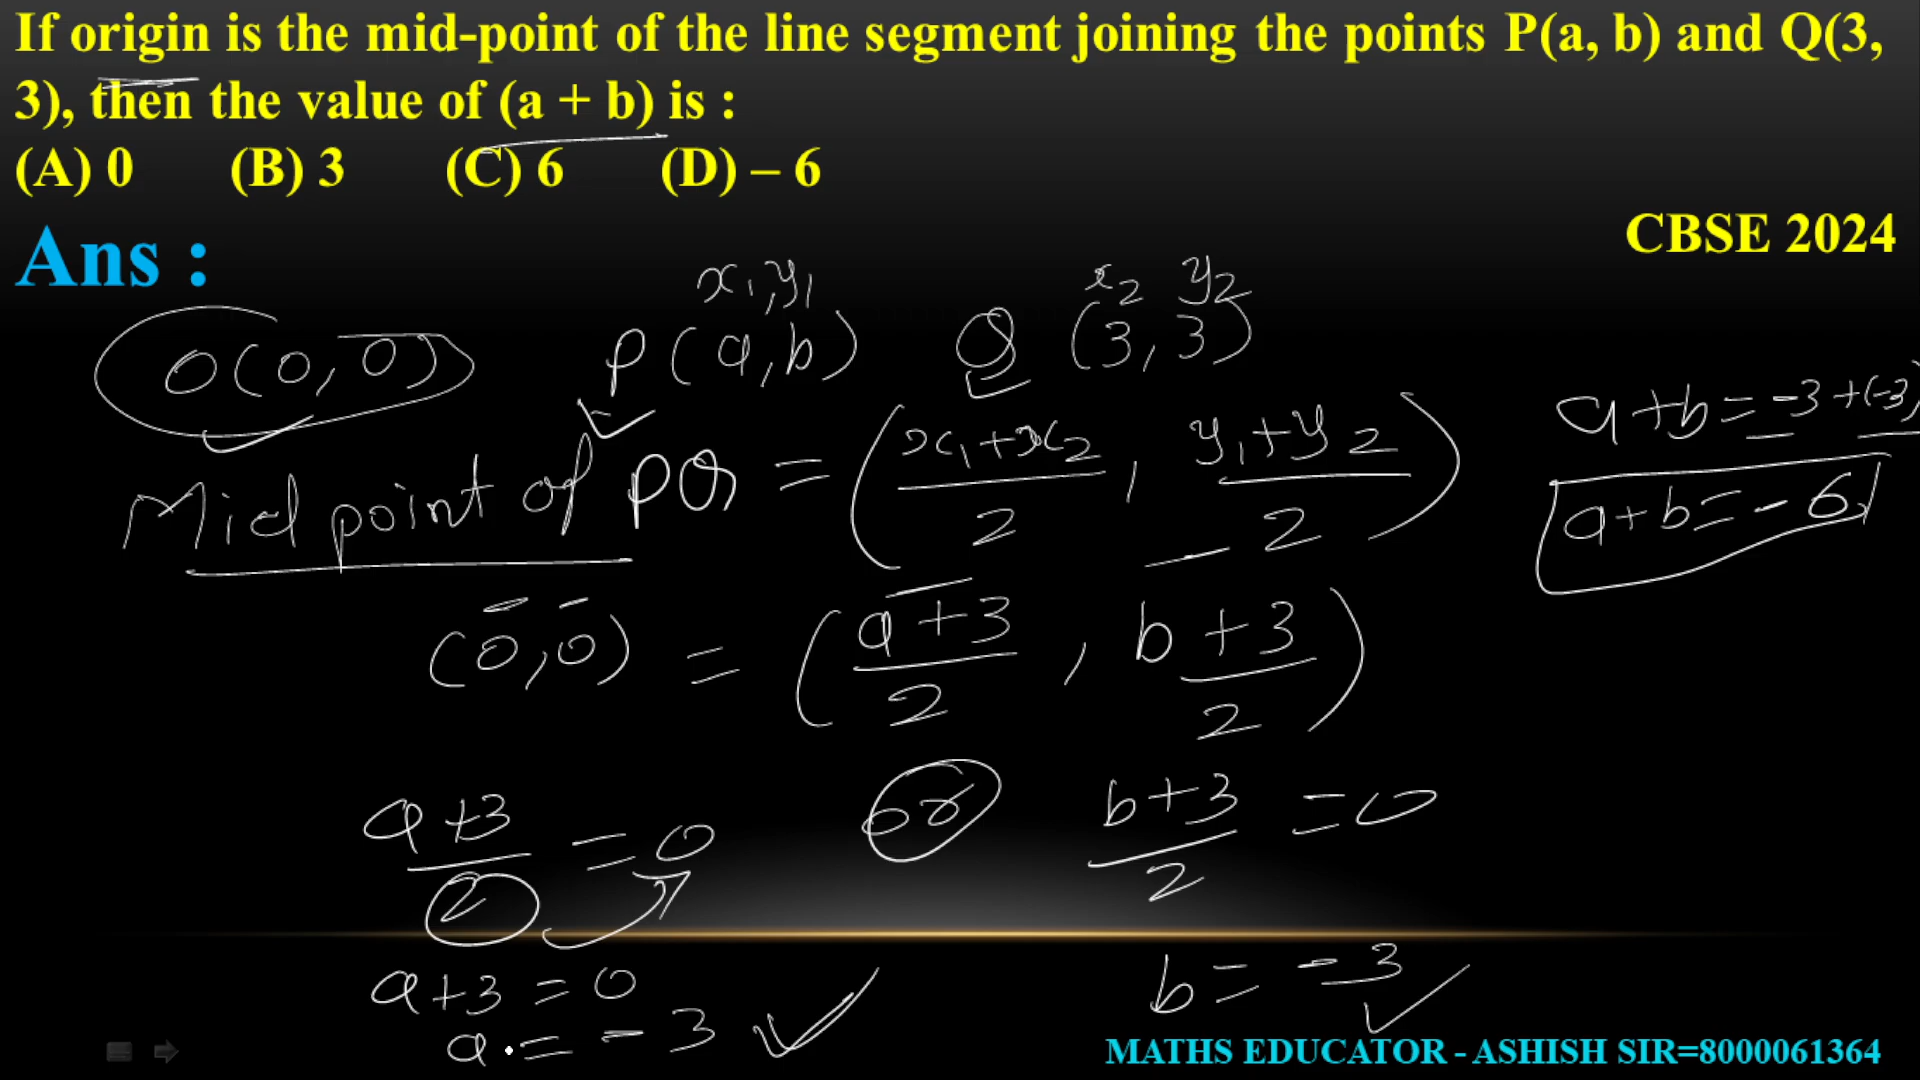 If origin is the mid-point of the line segment joining the points P(a, b) and Q(3,
3), then the value of (a + b) is :
(A) 0 (B) 3 (C) 6 (D) – 6
CBSE 2024
Ans :
x1,y1 x2 y2
O(0,0) P(a,b) Q(3,3)
a+b=-3+(-3)
Mid point of PQ = (x1+x2/2, y1+y2/2)
a+b=-6
(0,0) = (a+3/2, b+3/2)
a+3/2=0 or b+3/2=0
a+3=0 b=-3
a=-3
MATHS EDUCATOR - ASHISH SIR=8000061364